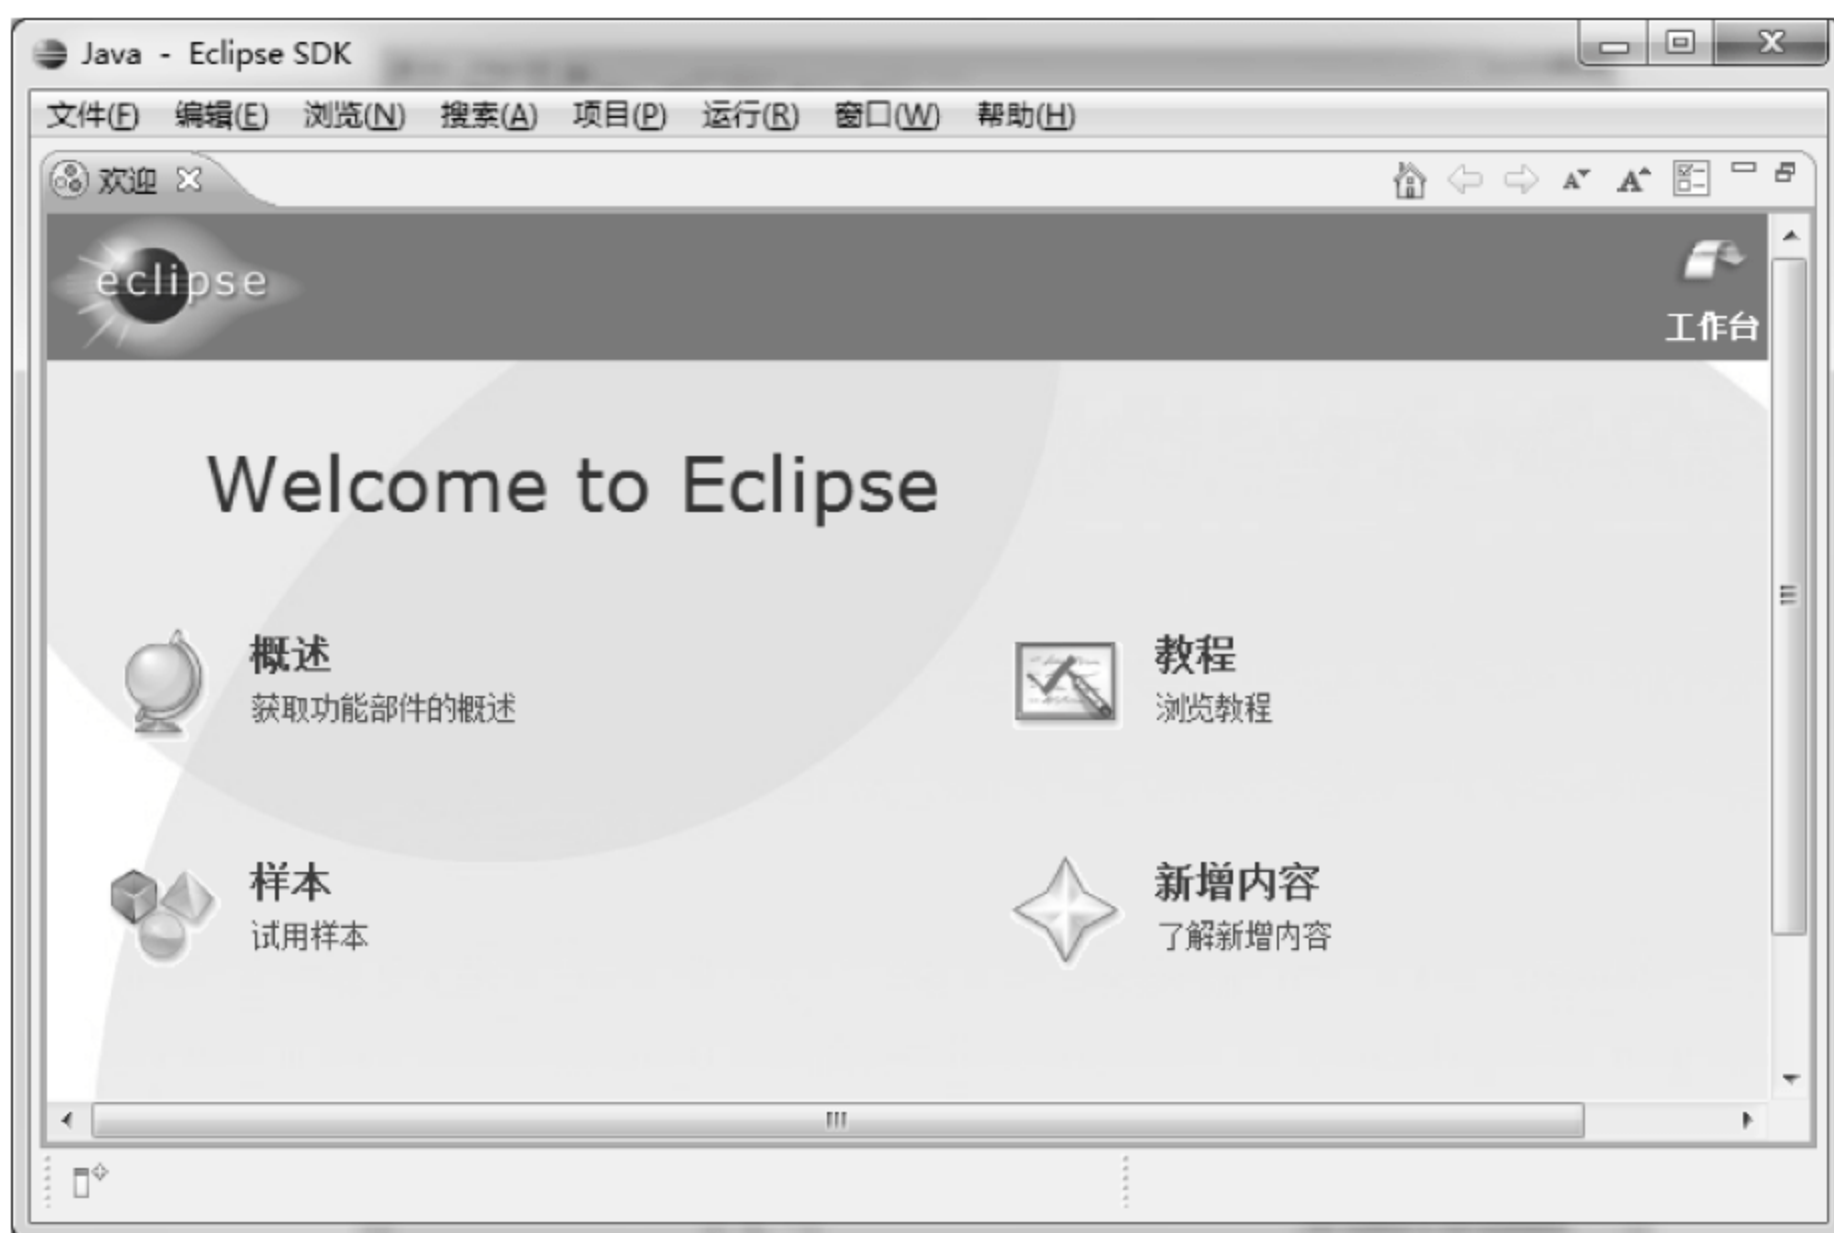 Java - Eclipse SDK
文件(F) 编辑(E) 浏览(N) 搜索(A) 项目(P) 运行(R) 窗口(W) 帮助(H)
欢迎
eclipse
工作台
Welcome to Eclipse
概述
获取功能部件的概述
教程
浏览教程
样本
试用样本
新增内容
了解新增内容